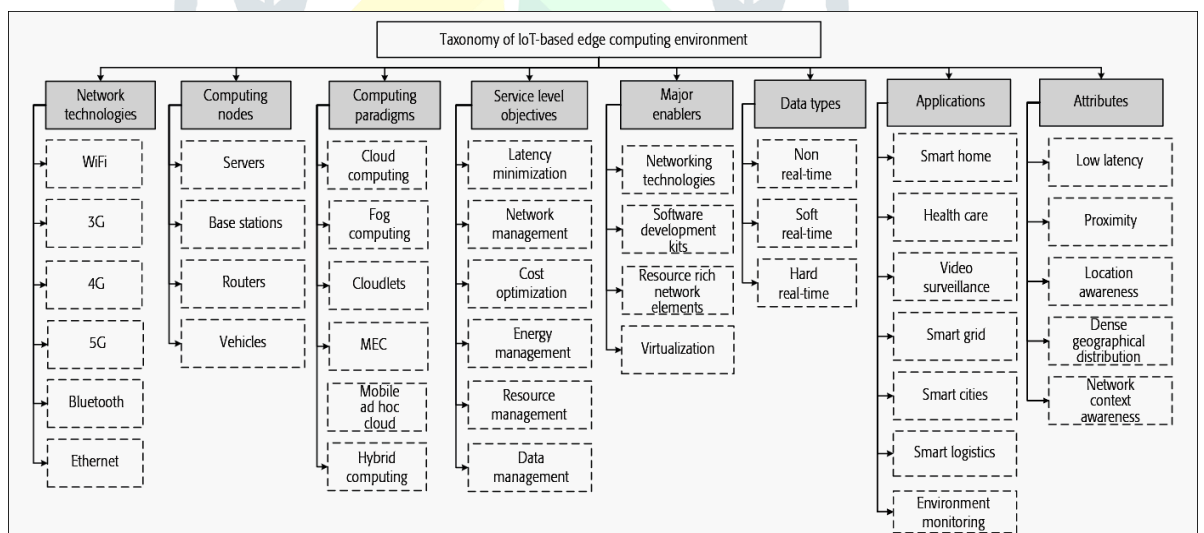 Taxonomy of IoT-based edge computing environment
Network
technologies
WiFi
3G
4G
5G
Bluetooth
Ethernet
Computing
nodes
Servers
Base stations
Routers
Vehicles
Computing
paradigms
Cloud
computing
Fog
computing
Cloudlets
MEC
Mobile
ad hoc
cloud
Hybrid
computing
Service level
objectives
Latency
minimization
Network
management
Cost
optimization
Energy
management
Resource
management
Data
management
Major
enablers
Networking
technologies
Software
development
kits
Resource rich
network
elements
Virtualization
Data types
Non
real-time
Soft
real-time
Hard
real-time
Applications
Smart home
Health care
Video
surveillance
Smart grid
Smart cities
Smart logistics
Environment
monitoring
Attributes
Low latency
Proximity
Location
awareness
Dense
geographical
distribution
Network
context
awareness